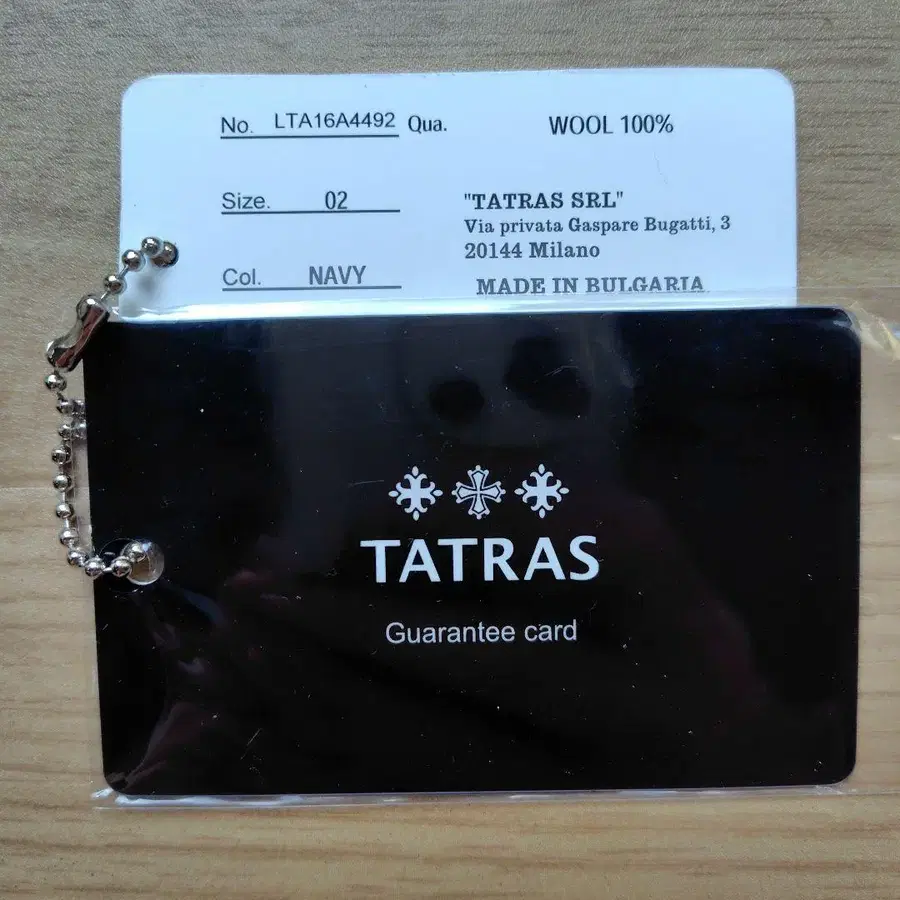 No. LTA16A4492 Qua. WOOL 100%
Size. 02
"TATRAS SRL"
Via privata Gaspare Bugatti, 3
20144 Milano
Col. NAVY
MADE IN BULGARIA
TATRAS
Guarantee card